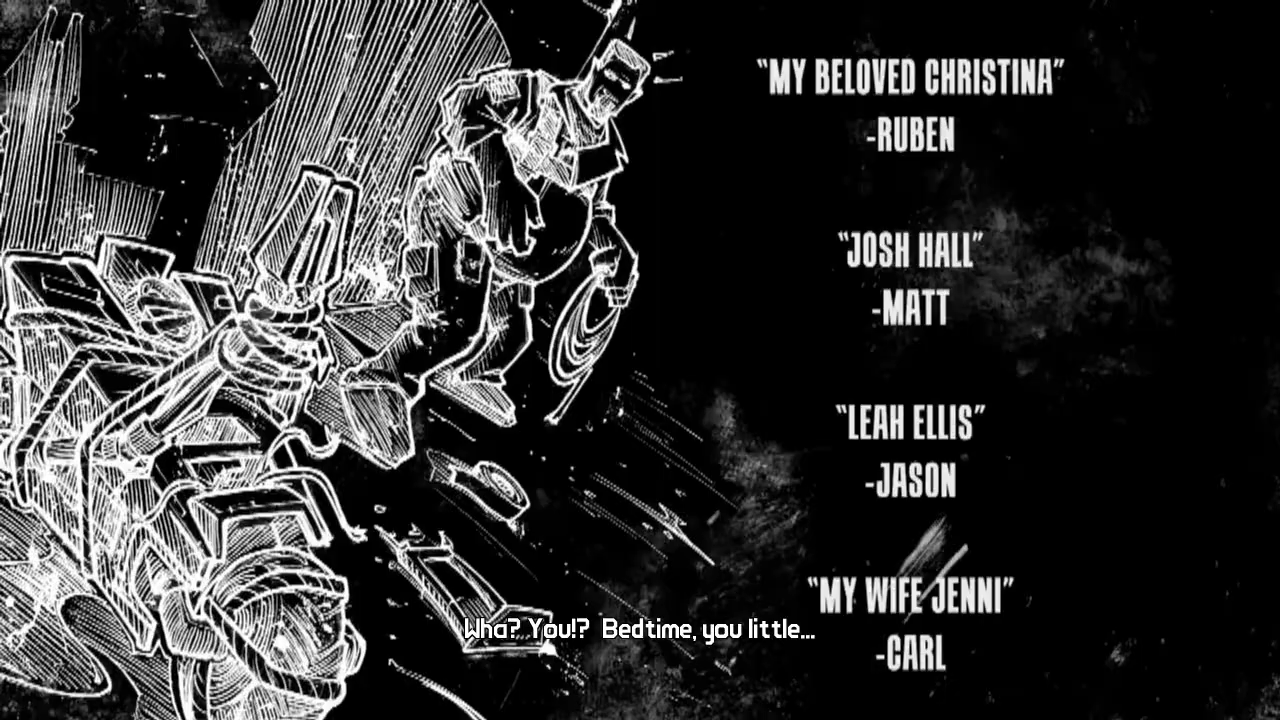 “MY BELOVED CHRISTINA”
-RUBEN
“JOSH HALL”
-MATT
“LEAH ELLIS”
-JASON
“MY WIFE JENNI”
-CARL
Wha? You!? Bedtime, you little...